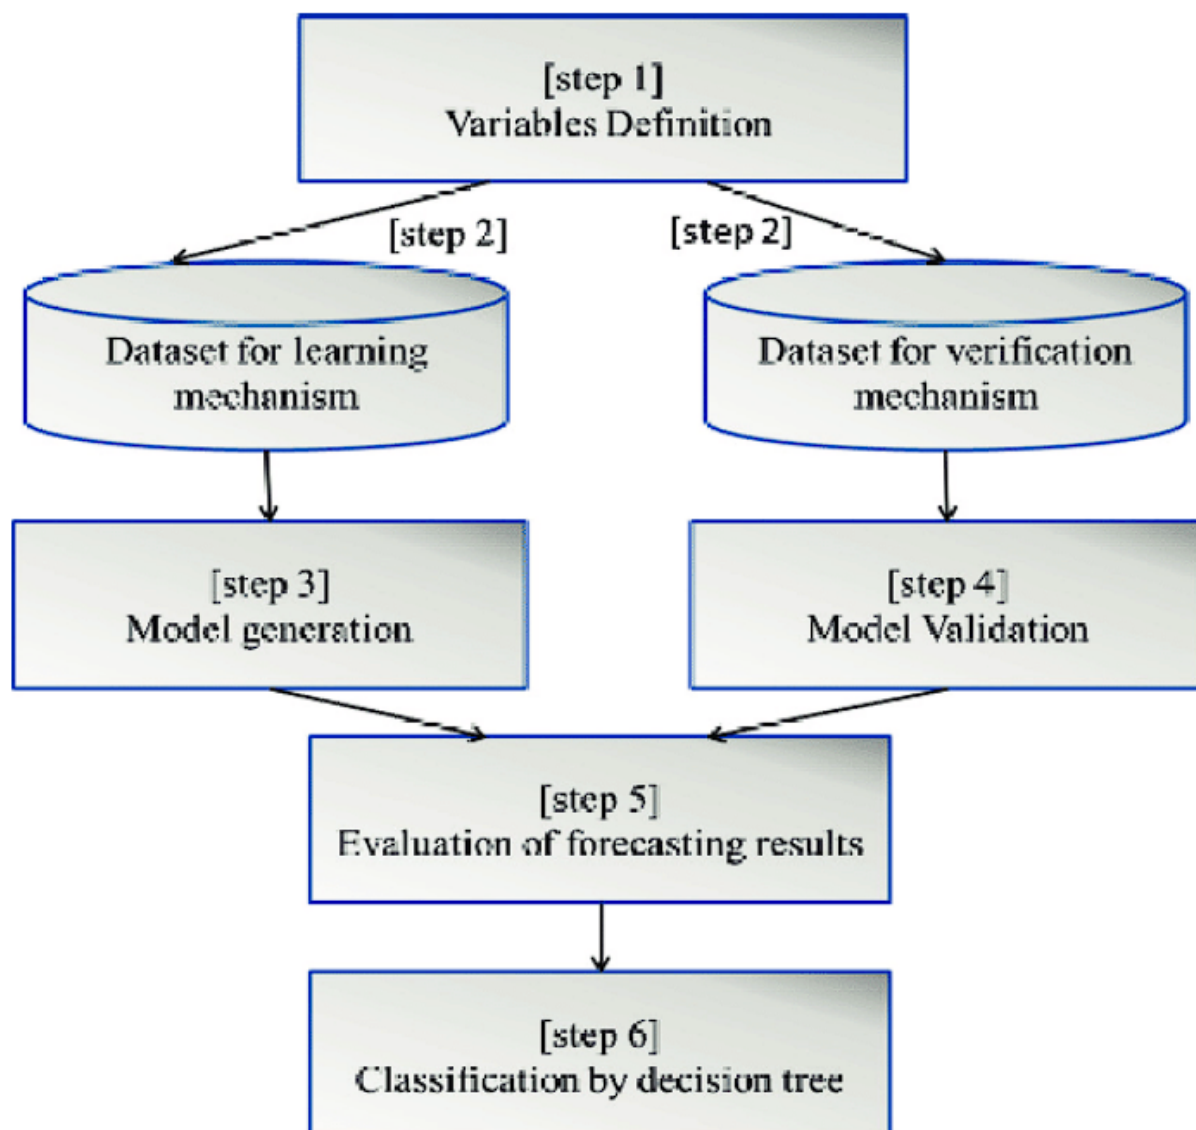 [step 1]
Variables Definition
[step 2]
[step 2]
Dataset for learning
mechanism
Dataset for verification
mechanism
[step 3]
Model generation
[step 4]
Model Validation
[step 5]
Evaluation of forecasting results
[step 6]
Classification by decision tree